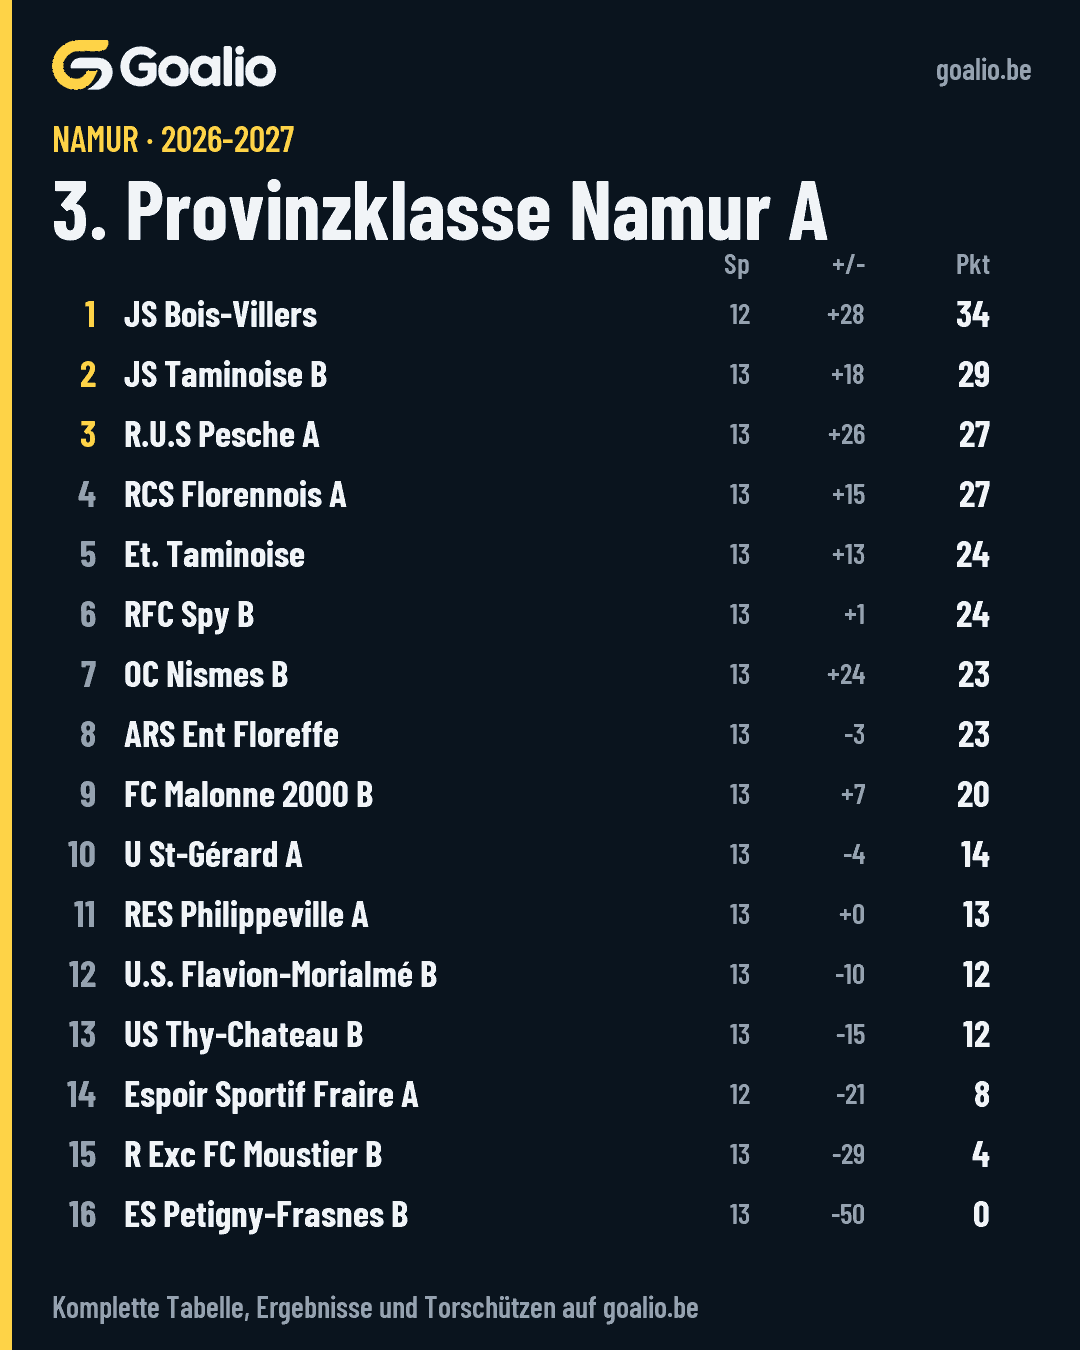 Goalio
goalio.be
NAMUR · 2026-2027
3. Provinzklasse Namur A
Sp +/- Pkt
1 JS Bois-Villers 12 +28 34
2 JS Taminoise B 13 +18 29
3 R.U.S Pesche A 13 +26 27
4 RCS Florennois A 13 +15 27
5 Et. Taminoise 13 +13 24
6 RFC Spy B 13 +1 24
7 OC Nismes B 13 +24 23
8 ARS Ent Floreffe 13 -3 23
9 FC Malonne 2000 B 13 +7 20
10 U St-Gérard A 13 -4 14
11 RES Philippeville A 13 +0 13
12 U.S. Flavion-Morialmé B 13 -10 12
13 US Thy-Chateau B 13 -15 12
14 Espoir Sportif Fraire A 12 -21 8
15 R Exc FC Moustier B 13 -29 4
16 ES Petigny-Frasnes B 13 -50 0
Komplette Tabelle, Ergebnisse und Torschützen auf goalio.be